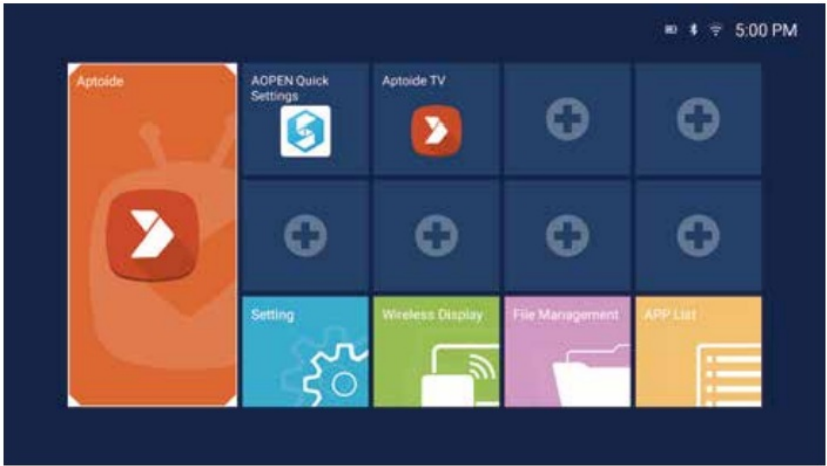 5:00 PM
Aptoide
AOPEN Quick
Settings
Aptoide TV
Setting
Wireless Display
File Management
APP List